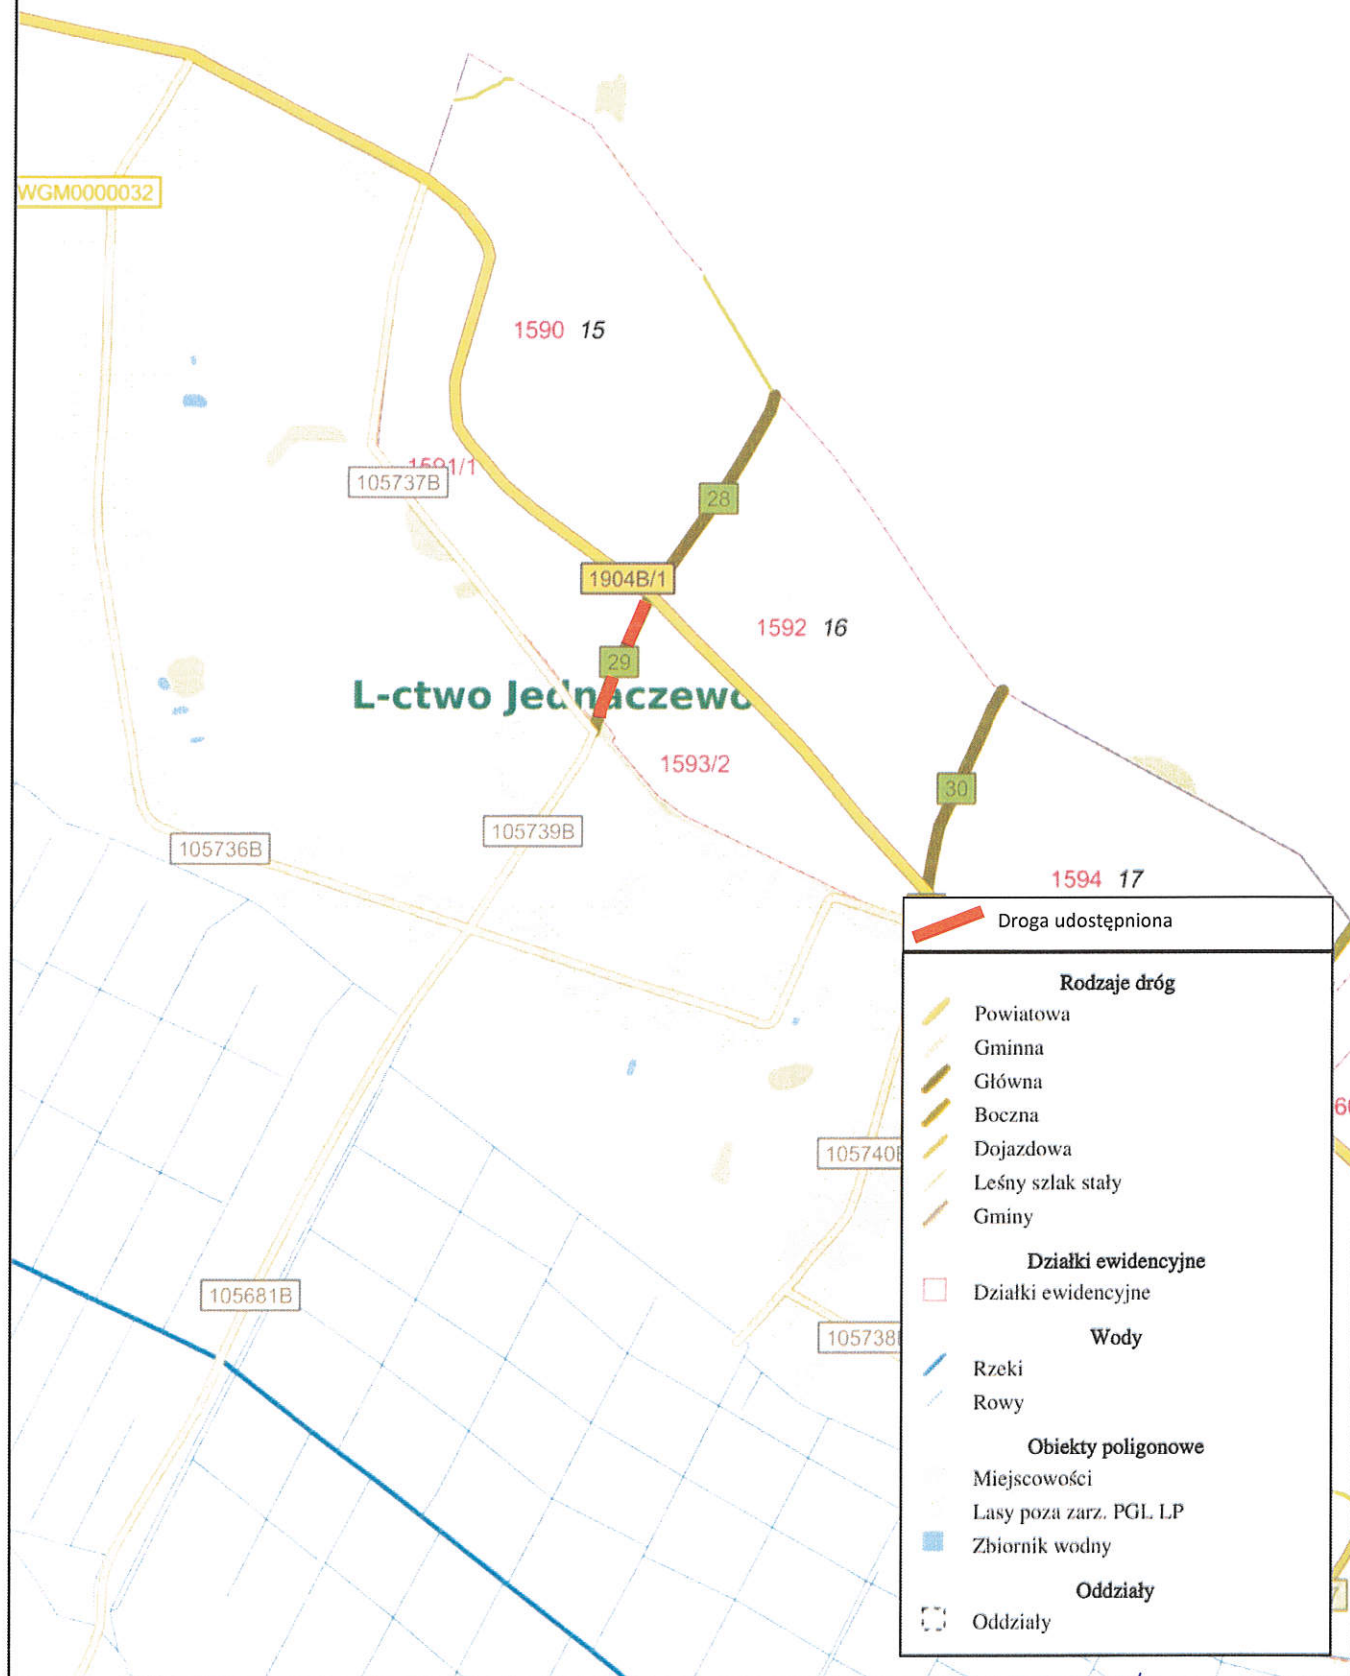 WGM0000032
1590 15
1591/1
105737B
28
1904B/1
1592 16
29
L-ctwo Jednaczewo
1593/2
30
105739B
105736B
1594 17
Droga udostępniona
Rodzaje dróg
Powiatowa
Gminna
Główna
Boczna
Dojazdowa
Leśny szlak stały
Gminy
105740B
Działki ewidencyjne
Działki ewidencyjne
105681B
Wody
105738
Rzeki
Rowy
Obiekty poligonowe
Miejscowości
Lasy poza zarz. PGL LP
Zbiornik wodny
Oddziały
Oddziały